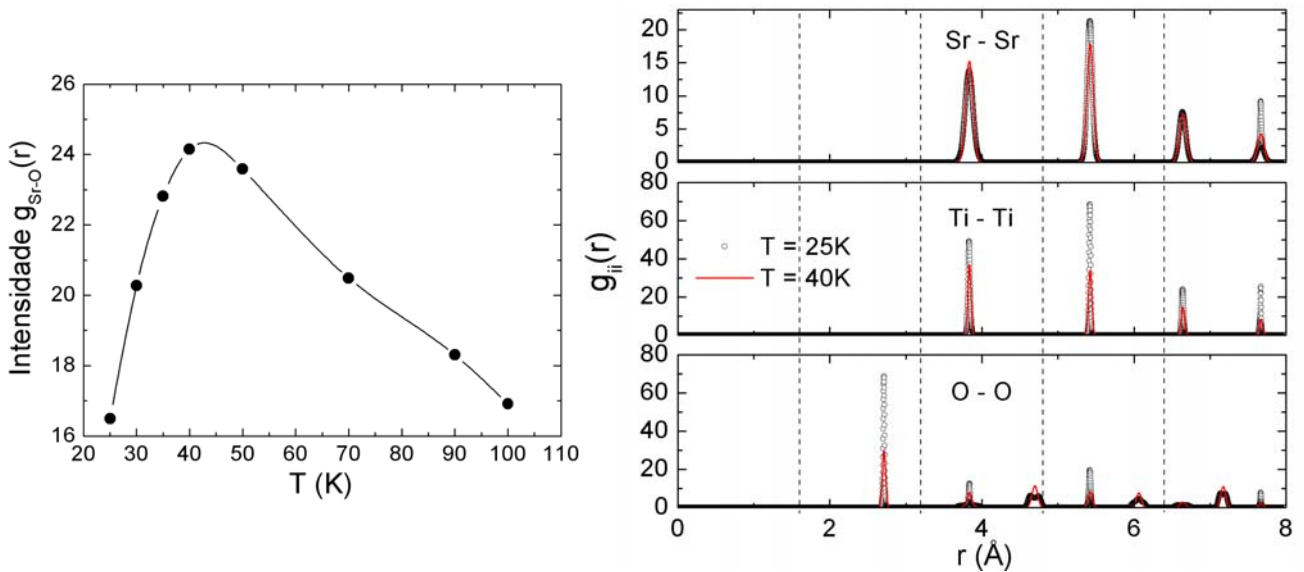 Intensidade g_Sr-O(r)
26
24
22
20
18
16
20 30 40 50 60 70 80 90 100 110
T (K)
g_ii(r)
20
15
10
5
0
Sr - Sr
80
60
40
20
0
Ti - Ti
T = 25K
T = 40K
80
60
40
20
0
O - O
0 2 4 6 8
r (Å)